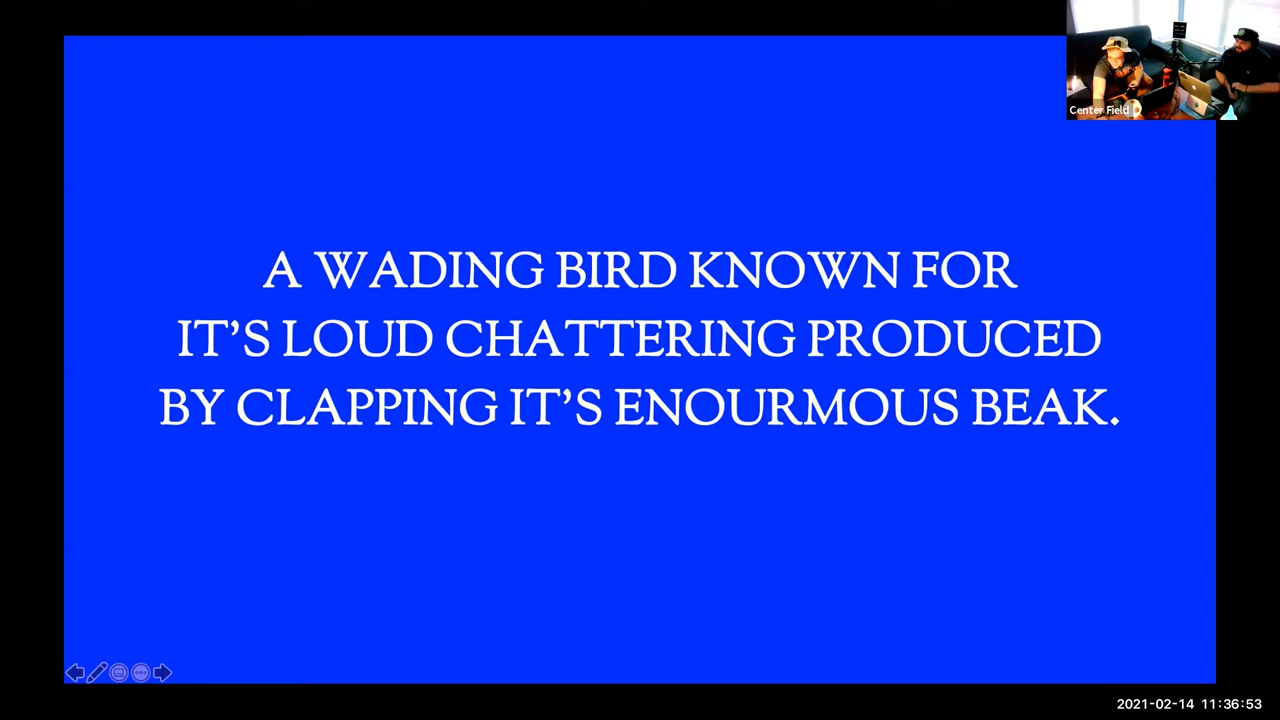 Center Field
A WADING BIRD KNOWN FOR
IT’S LOUD CHATTERING PRODUCED
BY CLAPPING IT’S ENOURMOUS BEAK.
2021-02-14 11:36:53